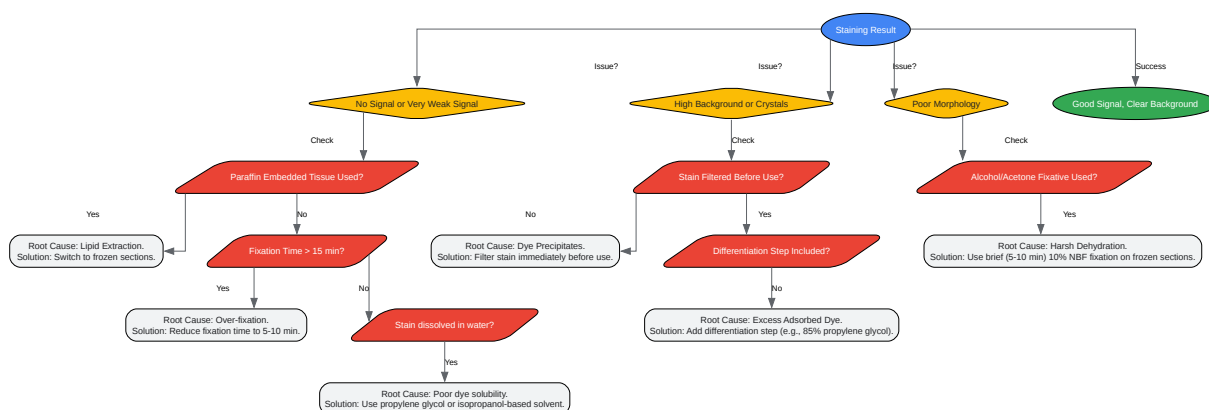 Staining Result
Issue?
Issue?
Issue?
Success
No Signal or Very Weak Signal
High Background or Crystals
Poor Morphology
Good Signal, Clear Background
Check
Check
Check
Paraffin Embedded Tissue Used?
Stain Filtered Before Use?
Alcohol/Acetone Fixative Used?
Yes
No
No
Yes
Yes
Root Cause: Lipid Extraction.
Solution: Switch to frozen sections.
Fixation Time > 15 min?
Root Cause: Dye Precipitates.
Solution: Filter stain immediately before use.
Differentiation Step Included?
Root Cause: Harsh Dehydration.
Solution: Use brief (5-10 min) 10% NBF fixation on frozen sections.
Yes
No
No
Root Cause: Over-fixation.
Solution: Reduce fixation time to 5-10 min.
Stain dissolved in water?
Root Cause: Excess Adsorbed Dye.
Solution: Add differentiation step (e.g., 85% propylene glycol).
Yes
Root Cause: Poor dye solubility.
Solution: Use propylene glycol or isopropanol-based solvent.